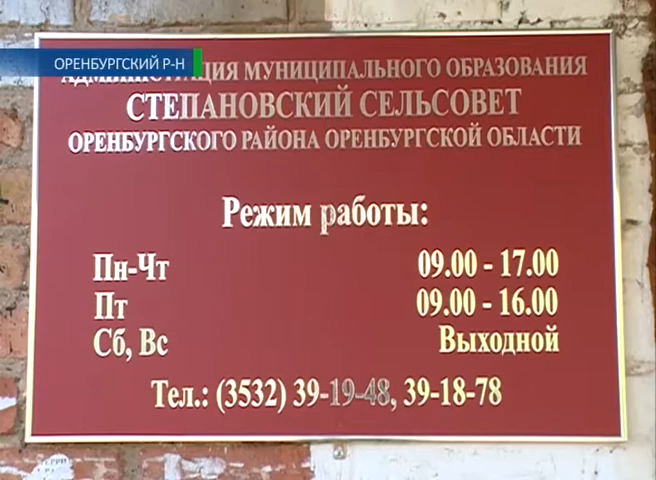 ОРЕНБУРГСКИЙ Р-Н
АДМИНИСТРАЦИЯ МУНИЦИПАЛЬНОГО ОБРАЗОВАНИЯ
СТЕПАНОВСКИЙ СЕЛЬСОВЕТ
ОРЕНБУРГСКОГО РАЙОНА ОРЕНБУРГСКОЙ ОБЛАСТИ
Режим работы:
Пн-Чт 09.00 - 17.00
Пт 09.00 - 16.00
Сб, Вс Выходной
Тел.: (3532) 39-19-48, 39-18-78